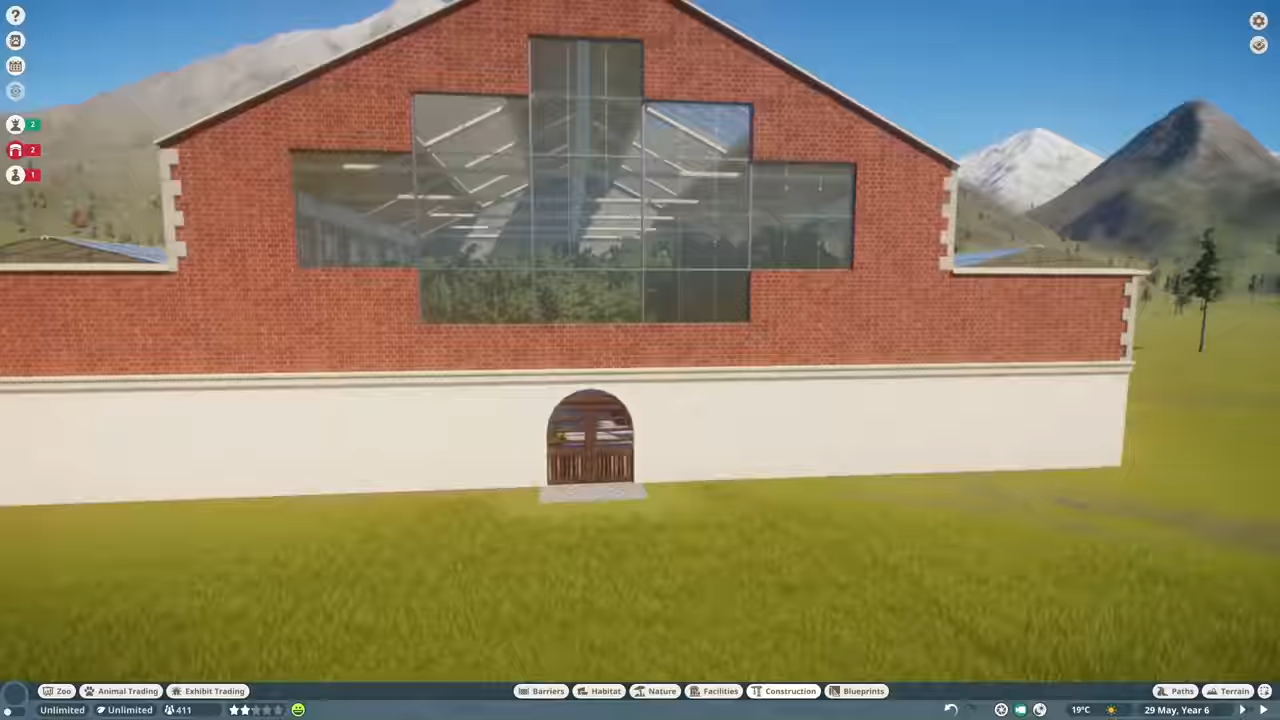 ?
2
2
1
Zoo Animal Trading Exhibit Trading Barriers Habitat Nature Facilities Construction Blueprints Paths Terrain
Unlimited Unlimited 411 19°C 29 May, Year 6